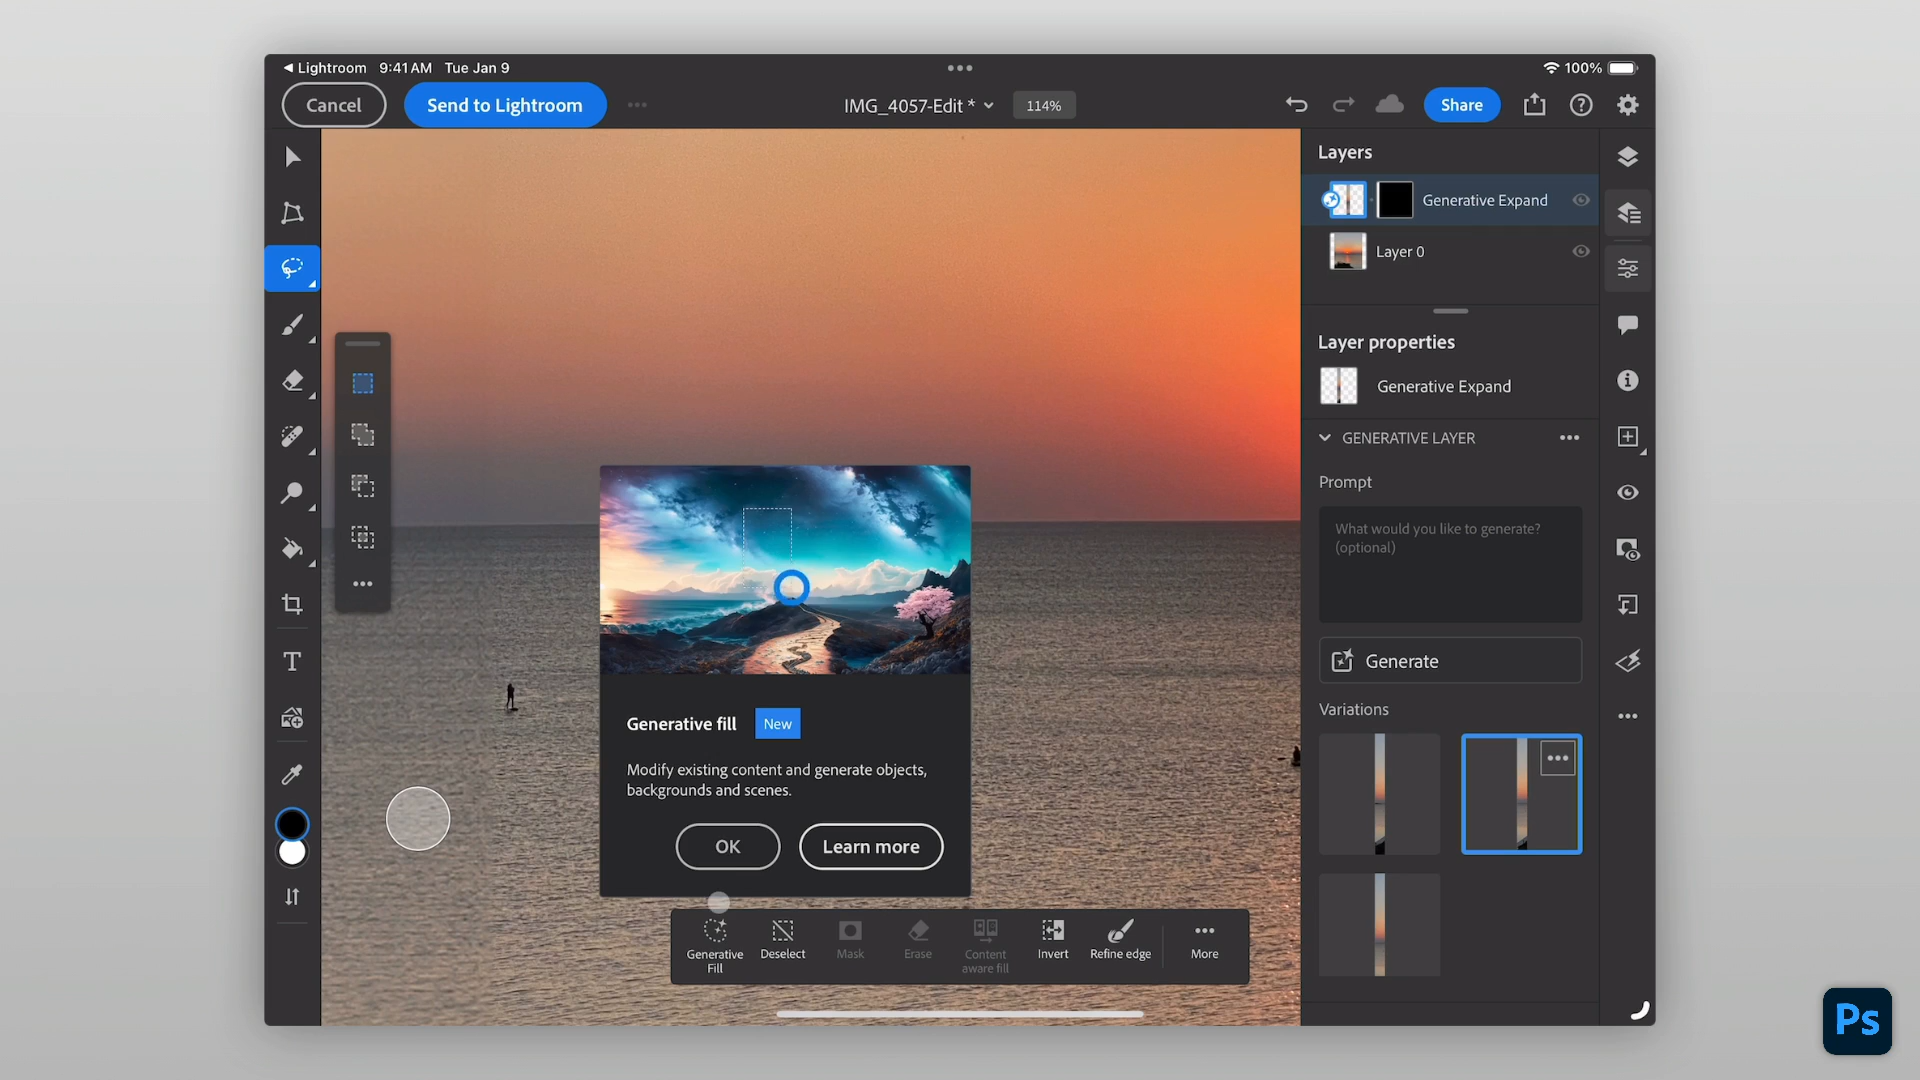 Lightroom 9:41 AM Tue Jan 9
100%
Cancel
Send to Lightroom
IMG_4057-Edit *
114%
Share
Layers
Generative Expand
Layer 0
Layer properties
Generative Expand
GENERATIVE LAYER
Prompt
What would you like to generate?
(optional)
Generate
Variations
T
Generative fill New
Modify existing content and generate objects,
backgrounds and scenes.
OK
Learn more
Generative
Fill
Deselect
Mask
Erase
Content
aware fill
Invert
Refine edge
More
Ps